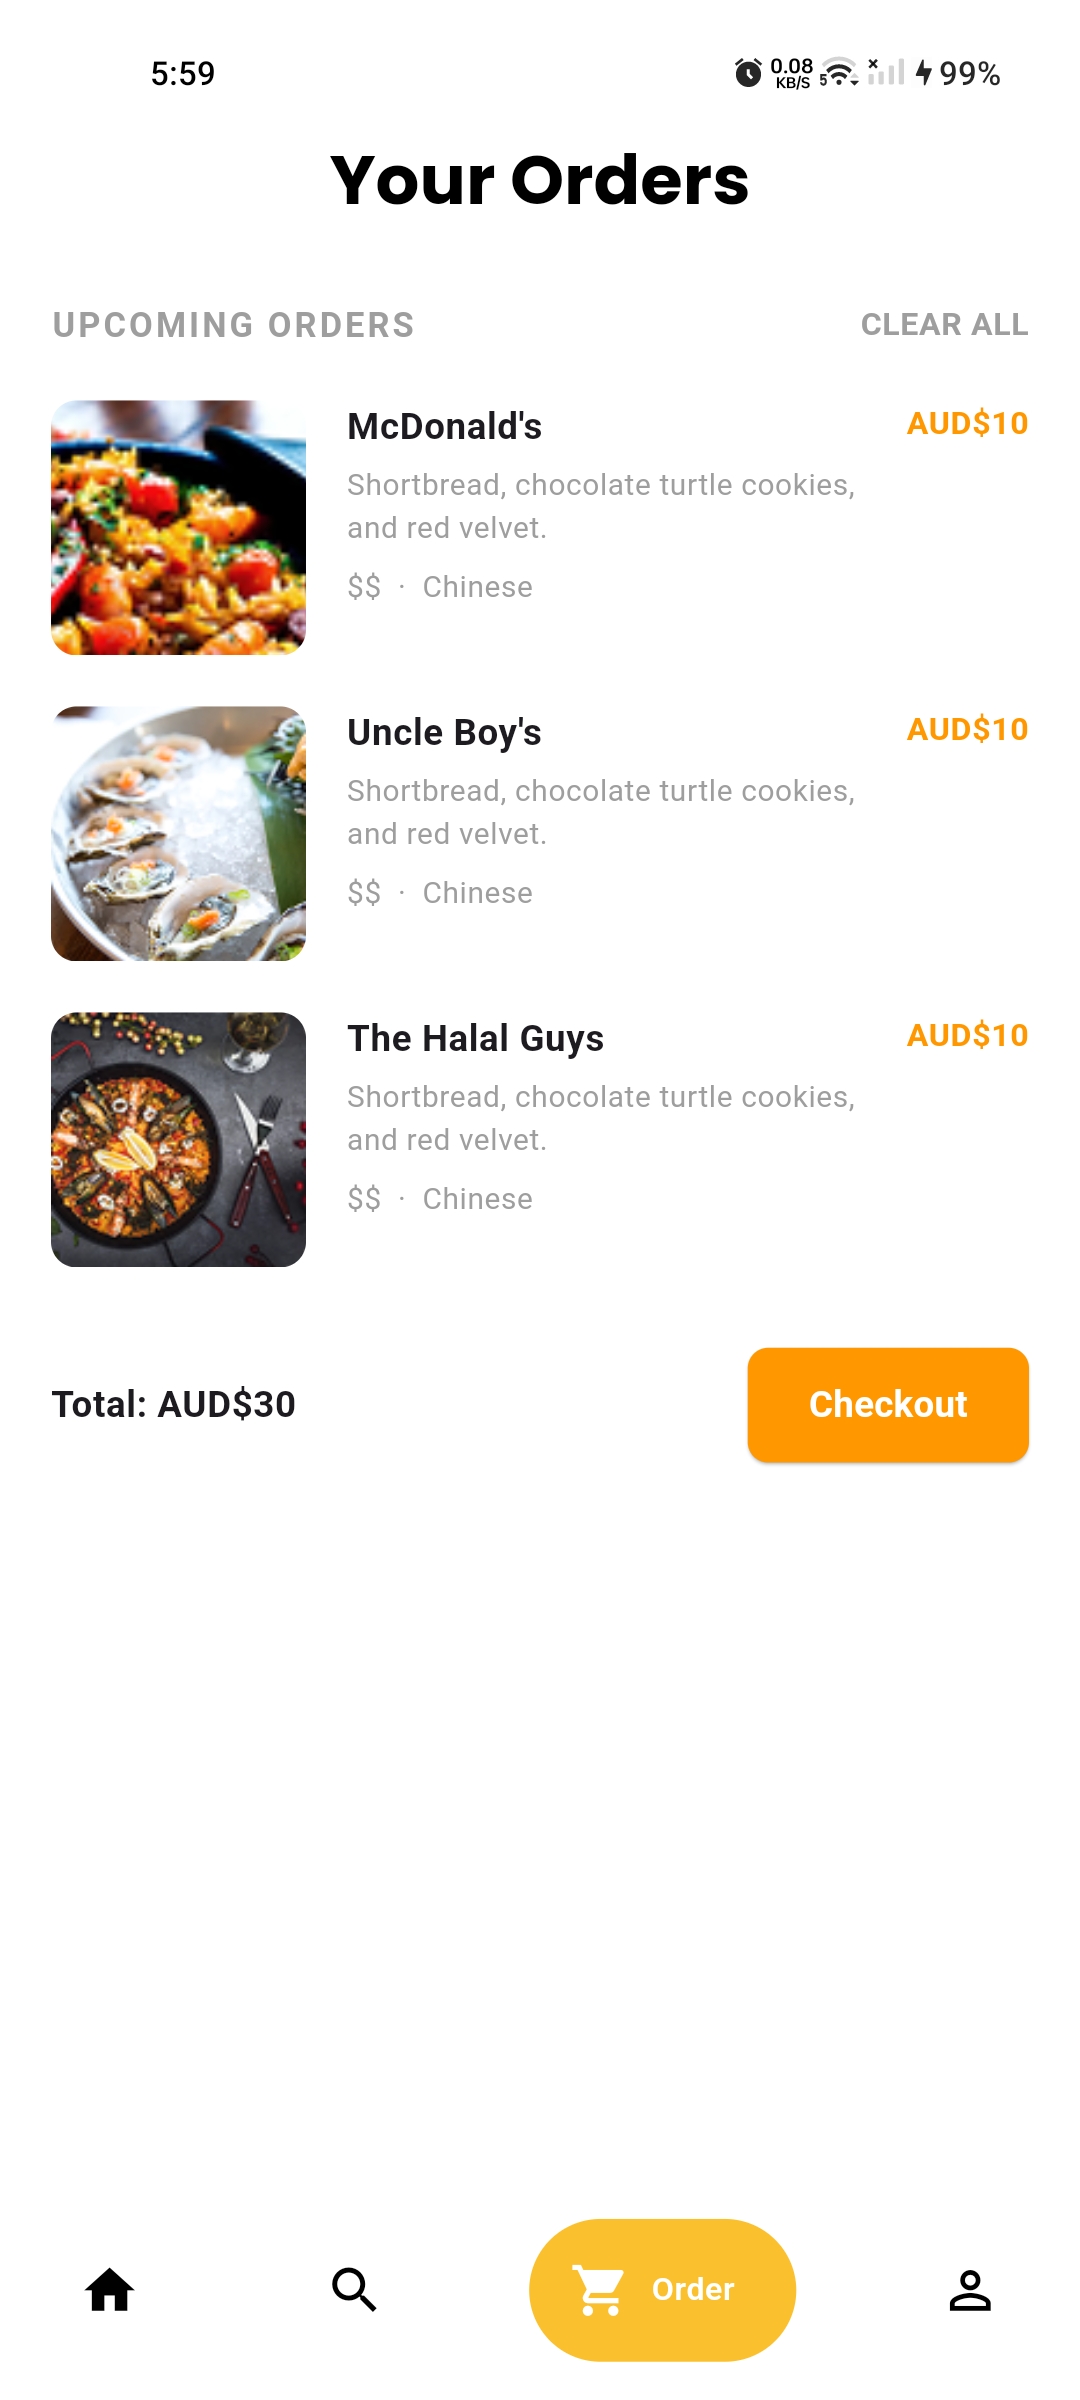 5:59
0.08
KB/S
5
99%
Your Orders
UPCOMING ORDERS
CLEAR ALL
McDonald's
AUD$10
Shortbread, chocolate turtle cookies,
and red velvet.
$$ · Chinese
Uncle Boy's
AUD$10
Shortbread, chocolate turtle cookies,
and red velvet.
$$ · Chinese
The Halal Guys
AUD$10
Shortbread, chocolate turtle cookies,
and red velvet.
$$ · Chinese
Total: AUD$30
Checkout
Order